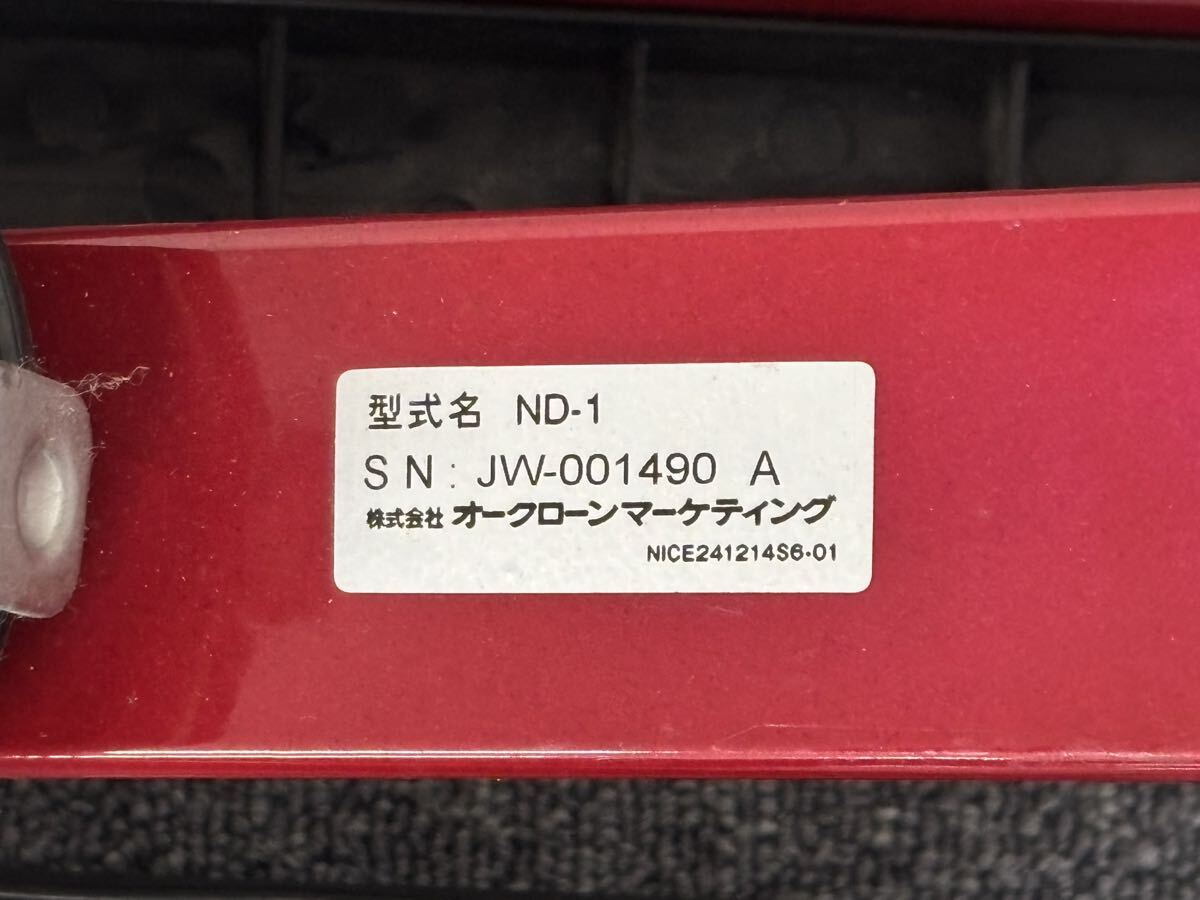 型式名 ND-1
SN: JW-001490 A
株式会社 オークローンマーケティング
NICE241214S6-01